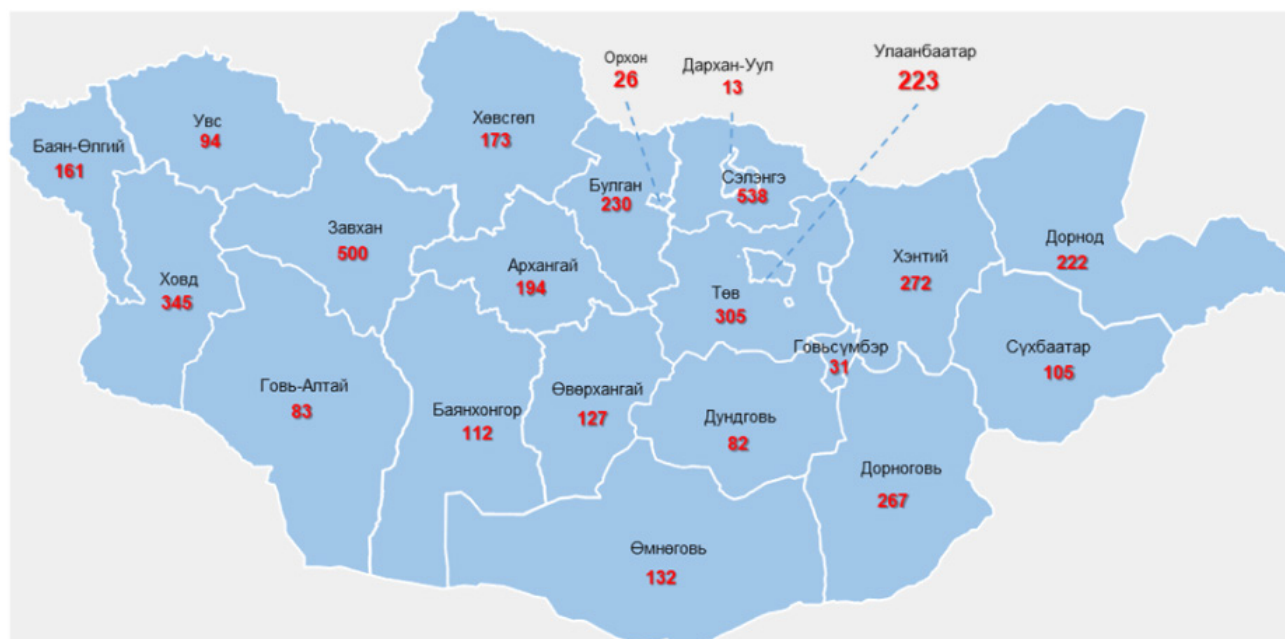 Орхон
26
Дархан-Уул
13
Улаанбаатар
223
Увс
94
Баян-Өлгий
161
Хөвсгөл
173
Булган
230
Сэлэнгэ
538
Завхан
500
Ховд
345
Архангай
194
Төв
305
Хэнтий
272
Дорнод
222
Говьсүмбэр
31
Сүхбаатар
105
Говь-Алтай
83
Баянхонгор
112
Өвөрхангай
127
Дундговь
82
Дорноговь
267
Өмнөговь
132